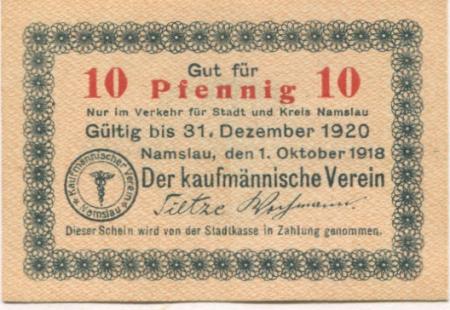 Gut für
10 Pfennig 10
Nur im Verkehr für Stadt und Kreis Namslau
Gültig bis 31. Dezember 1920
Namslau, den 1. Oktober 1918
Der kaufmännische Verein
Kaufmännischer Verein
Namslau
Tietze
Dieser Schein wird von der Stadtkasse in Zahlung genommen.